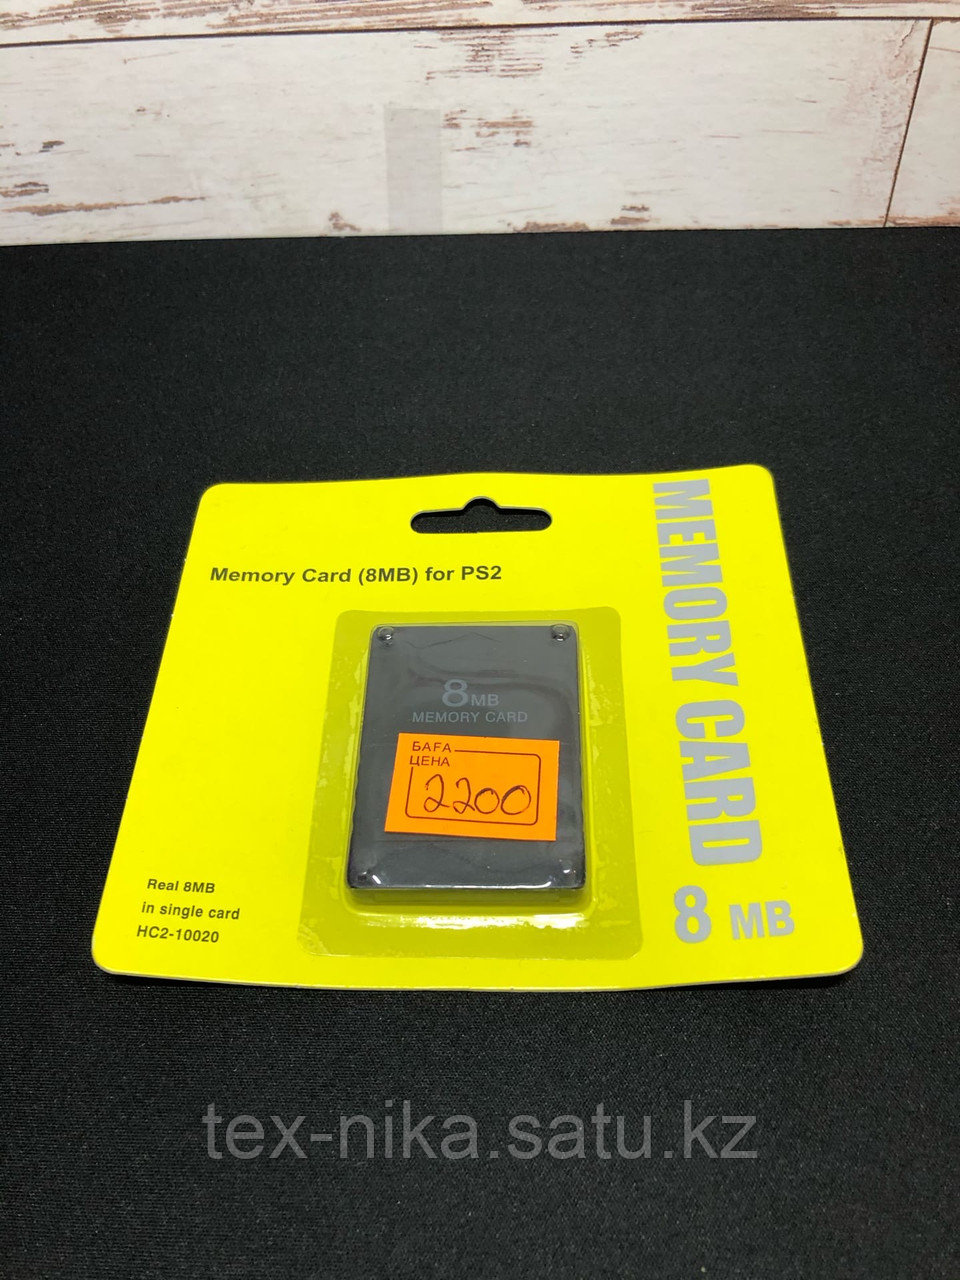 Memory Card (8MB) for PS2
MEMORY CARD
8 MB
8MB
MEMORY CARD
БАҒА
ЦЕНА
2200
Real 8MB
in single card
HC2-10020
tex-nika.satu.kz